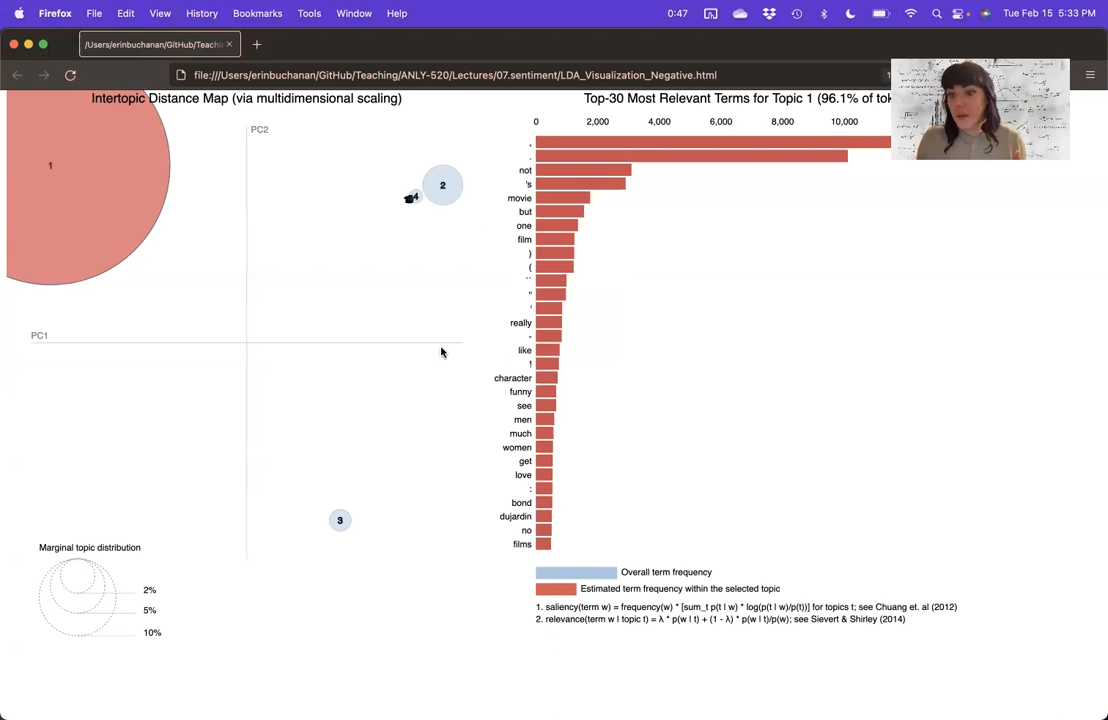 Firefox File Edit View History Bookmarks Tools Window Help 0:47 Tue Feb 15 5:33 PM
/Users/erinbuchanan/GitHub/Teachin
file:///Users/erinbuchanan/GitHub/Teaching/ANLY-520/Lectures/07.sentiment/LDA_Visualization_Negative.html
Intertopic Distance Map (via multidimensional scaling)
PC2
1
2
4
PC1
3
Marginal topic distribution
2%
5%
10%
Top-30 Most Relevant Terms for Topic 1 (96.1% of tok
0 2,000 4,000 6,000 8,000 10,000
,
.
not
's
movie
but
one
film
)
(
``
"
'
really
-
like
!
character
funny
see
men
much
women
get
love
:
bond
dujardin
no
films
Overall term frequency
Estimated term frequency within the selected topic
1. saliency(term w) = frequency(w) * [sum_t p(t | w) * log(p(t | w)/p(t))] for topics t; see Chuang et. al (2012)
2. relevance(term w | topic t) = λ * p(w | t) + (1 - λ) * p(w | t)/p(w); see Sievert & Shirley (2014)